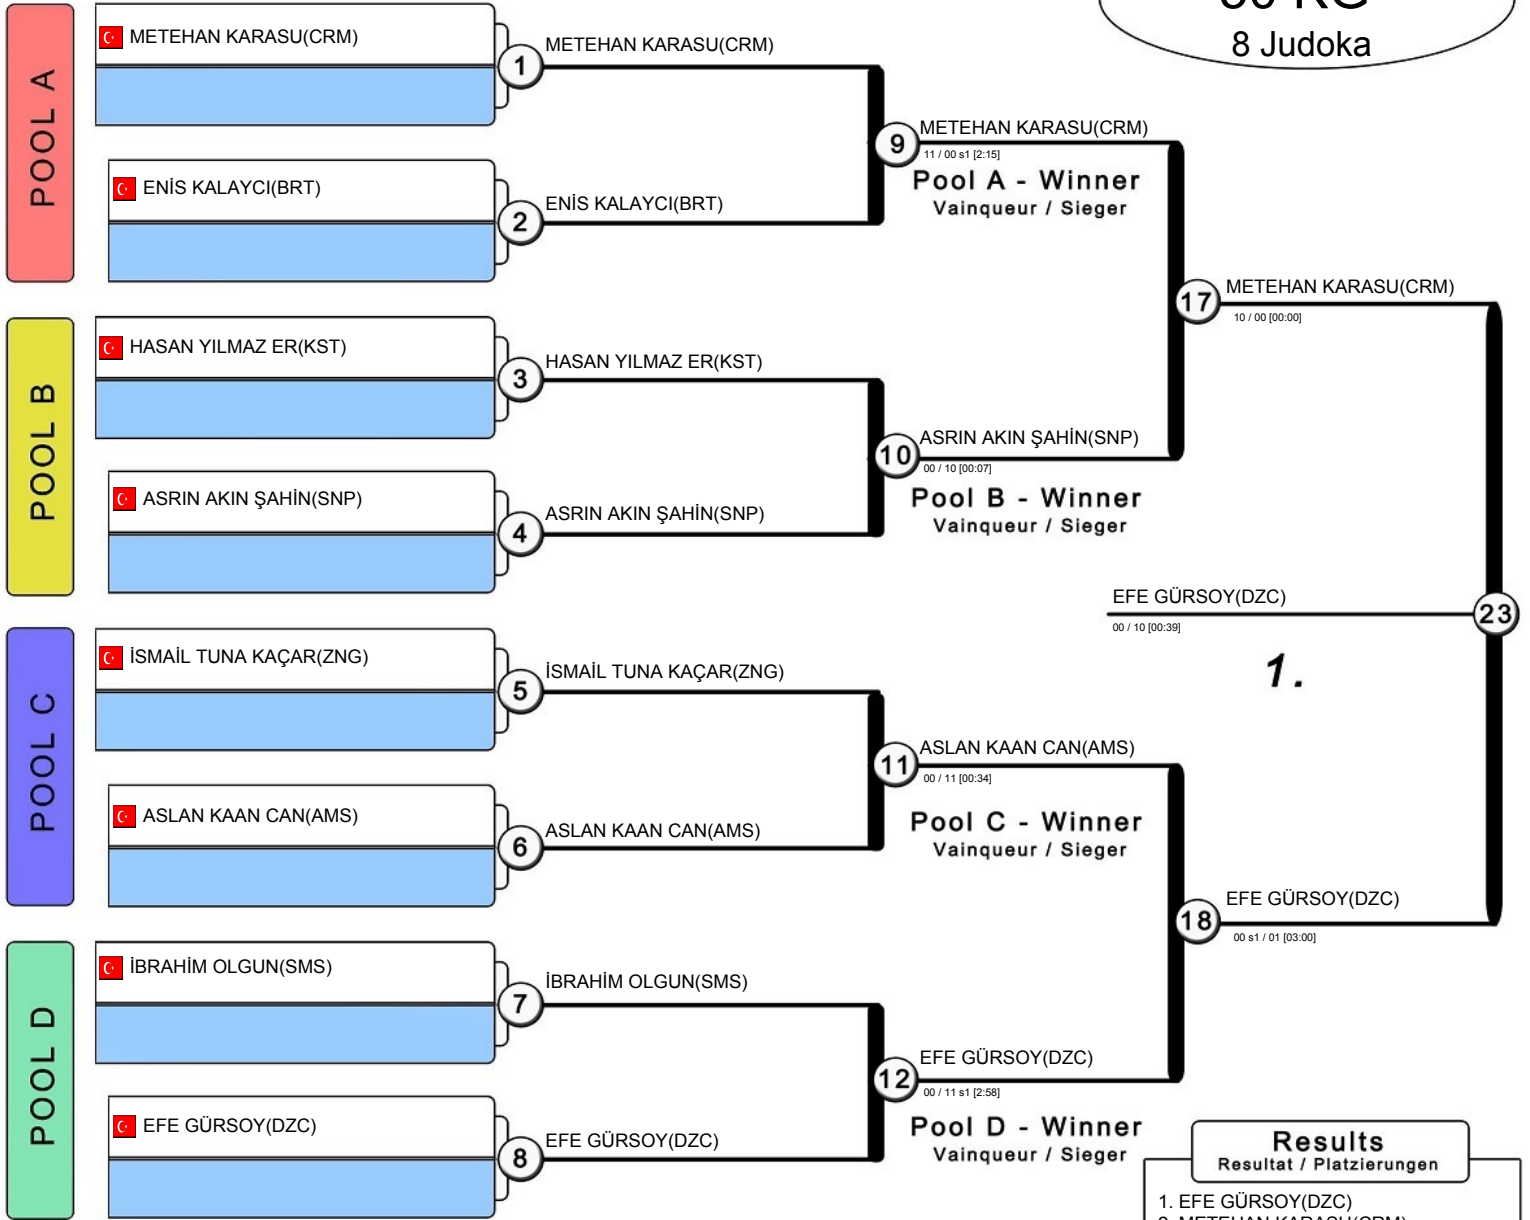 8 Judoka
POOL A
METEHAN KARASU(CRM)
1
METEHAN KARASU(CRM)
ENİS KALAYCI(BRT)
2
ENİS KALAYCI(BRT)
9
METEHAN KARASU(CRM)
11 / 00 s1 [2:15]
Pool A - Winner
Vainqueur / Sieger
POOL B
HASAN YILMAZ ER(KST)
3
HASAN YILMAZ ER(KST)
ASRIN AKIN ŞAHİN(SNP)
4
ASRIN AKIN ŞAHİN(SNP)
10
ASRIN AKIN ŞAHİN(SNP)
00 / 10 [00:07]
Pool B - Winner
Vainqueur / Sieger
17
METEHAN KARASU(CRM)
10 / 00 [00:00]
EFE GÜRSOY(DZC)
23
00 / 10 [00:39]
1.
POOL C
İSMAİL TUNA KAÇAR(ZNG)
5
İSMAİL TUNA KAÇAR(ZNG)
ASLAN KAAN CAN(AMS)
6
ASLAN KAAN CAN(AMS)
11
ASLAN KAAN CAN(AMS)
00 / 11 [00:34]
Pool C - Winner
Vainqueur / Sieger
18
EFE GÜRSOY(DZC)
00 s1 / 01 [03:00]
POOL D
İBRAHİM OLGUN(SMS)
7
İBRAHİM OLGUN(SMS)
EFE GÜRSOY(DZC)
8
EFE GÜRSOY(DZC)
12
EFE GÜRSOY(DZC)
00 / 11 s1 [2:58]
Pool D - Winner
Vainqueur / Sieger
Results
Resultat / Platzierungen
1. EFE GÜRSOY(DZC)
2. METEHAN KARASU(CRM)